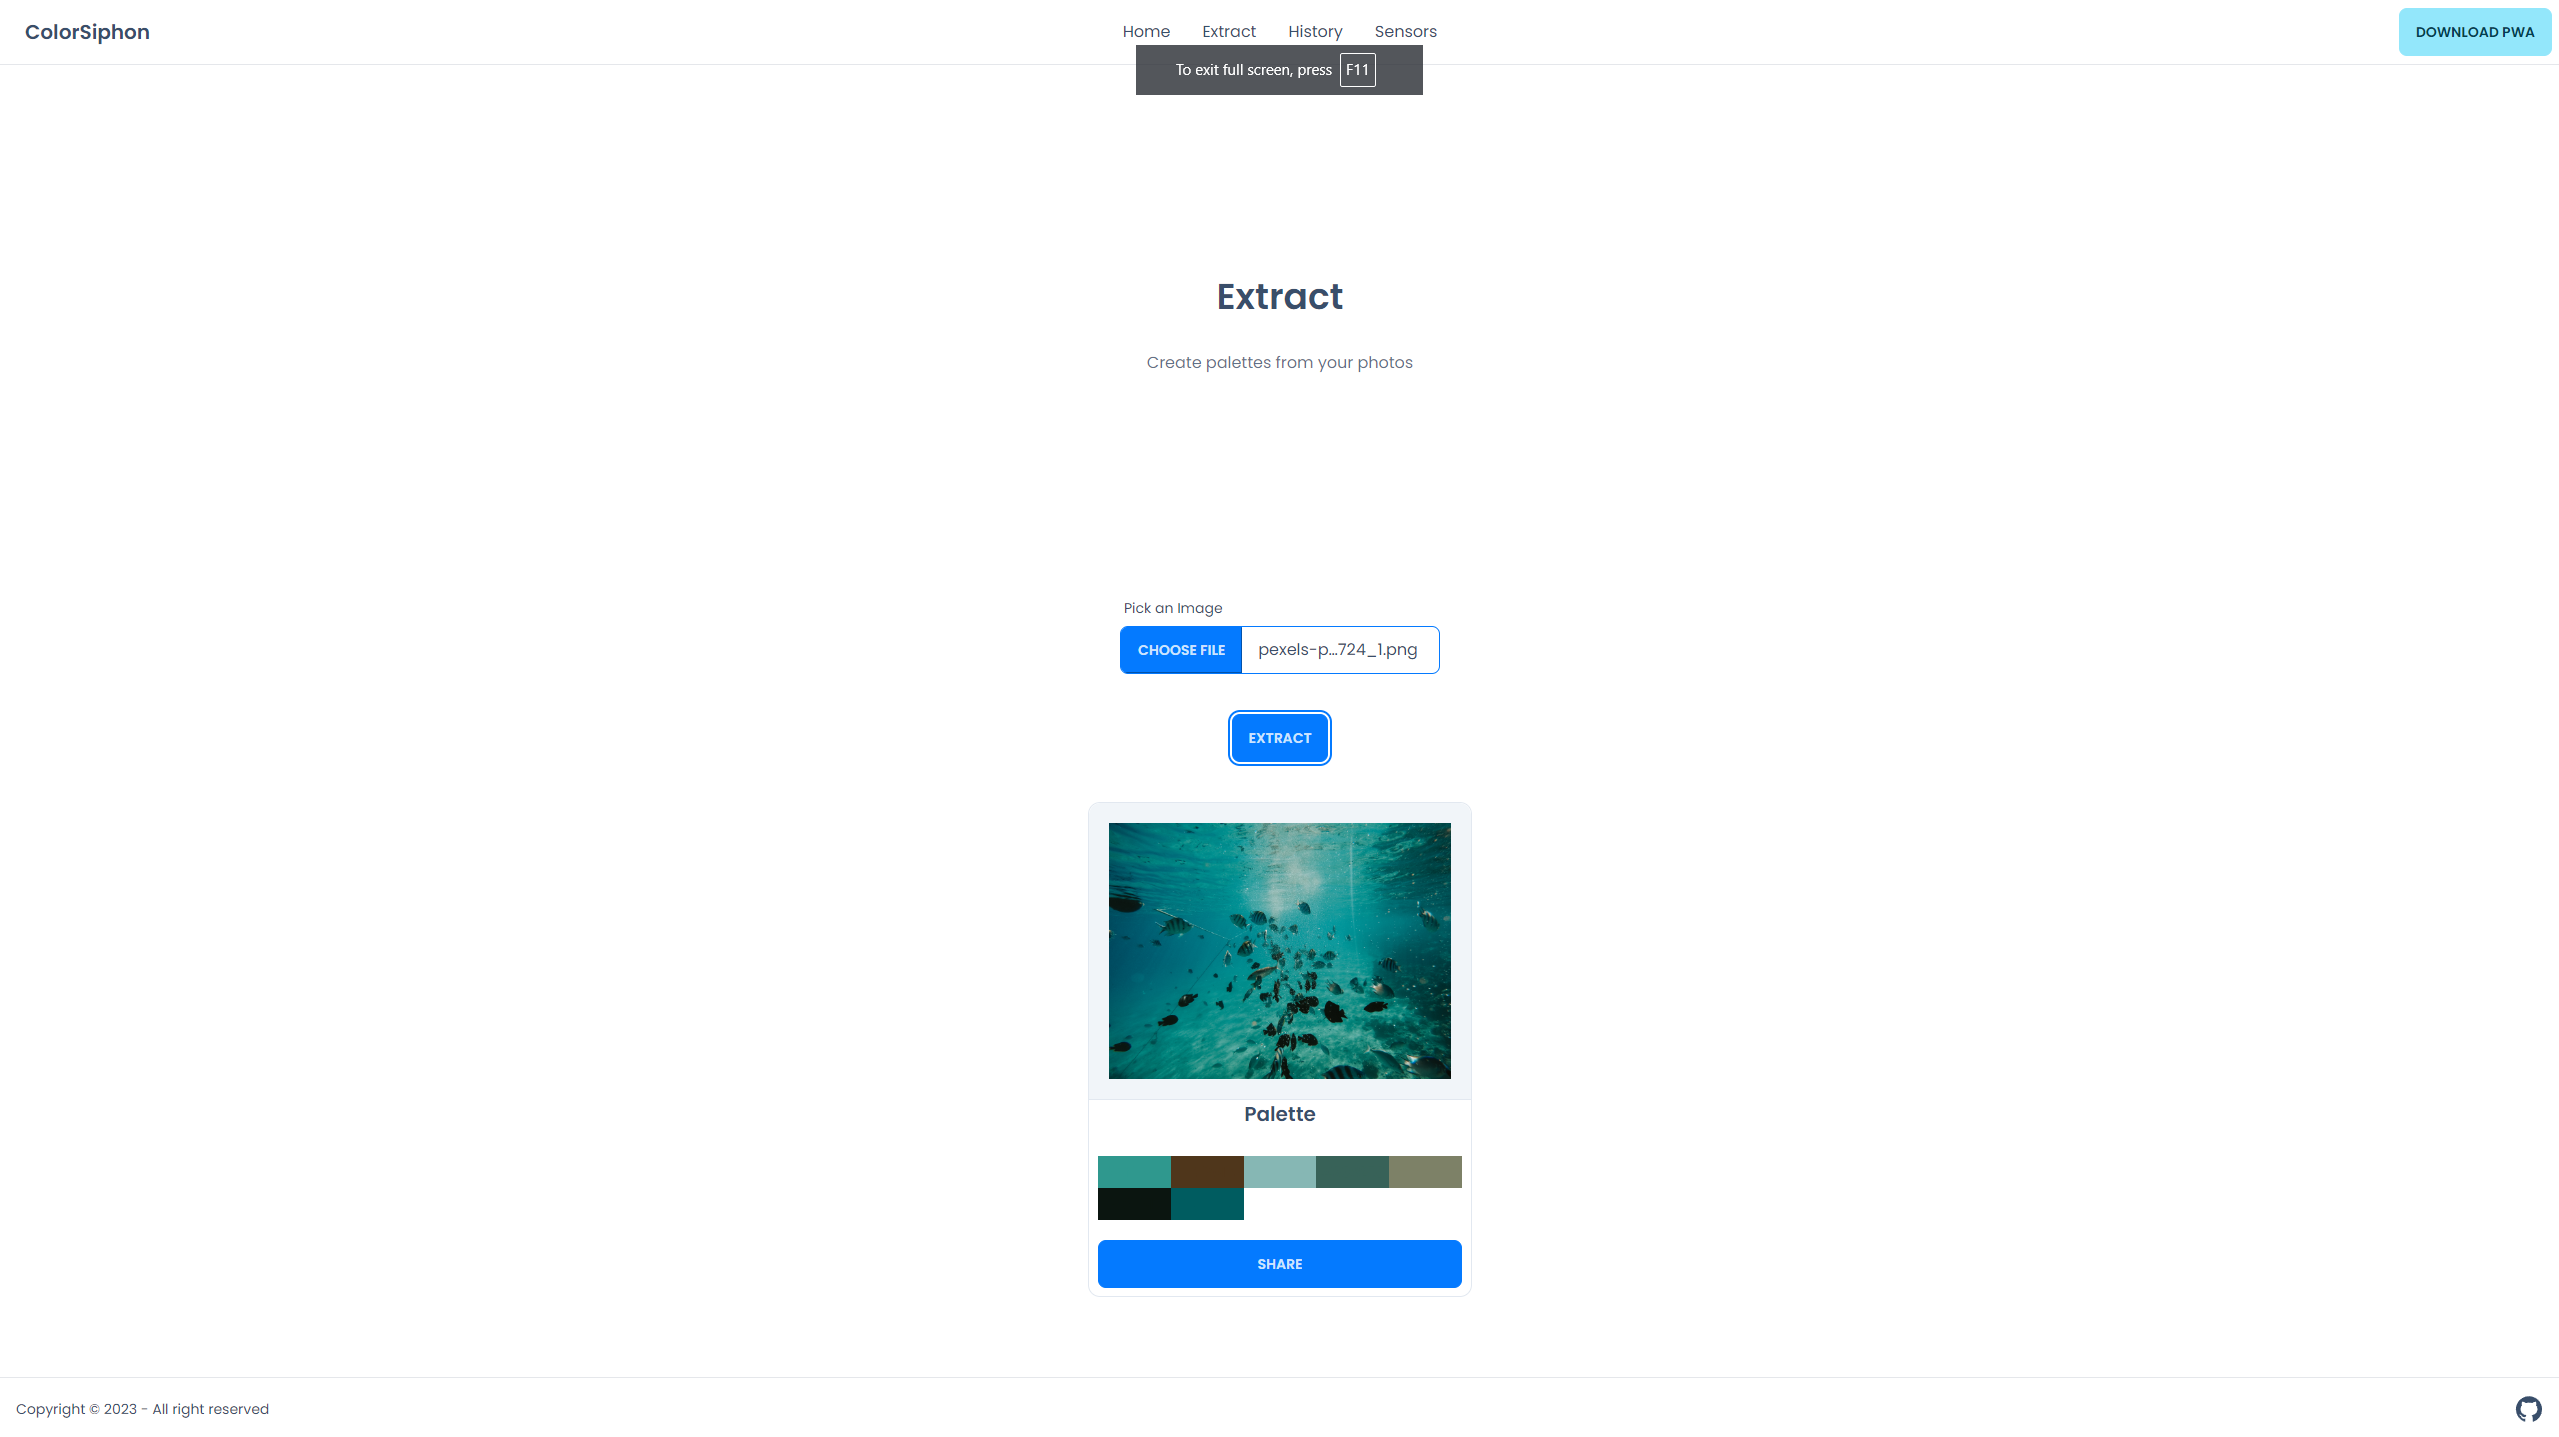 ColorSiphon
Home Extract History Sensors
DOWNLOAD PWA
To exit full screen, press F11
Extract
Create palettes from your photos
Pick an Image
CHOOSE FILE pexels-p...724_1.png
EXTRACT
Palette
SHARE
Copyright © 2023 - All right reserved